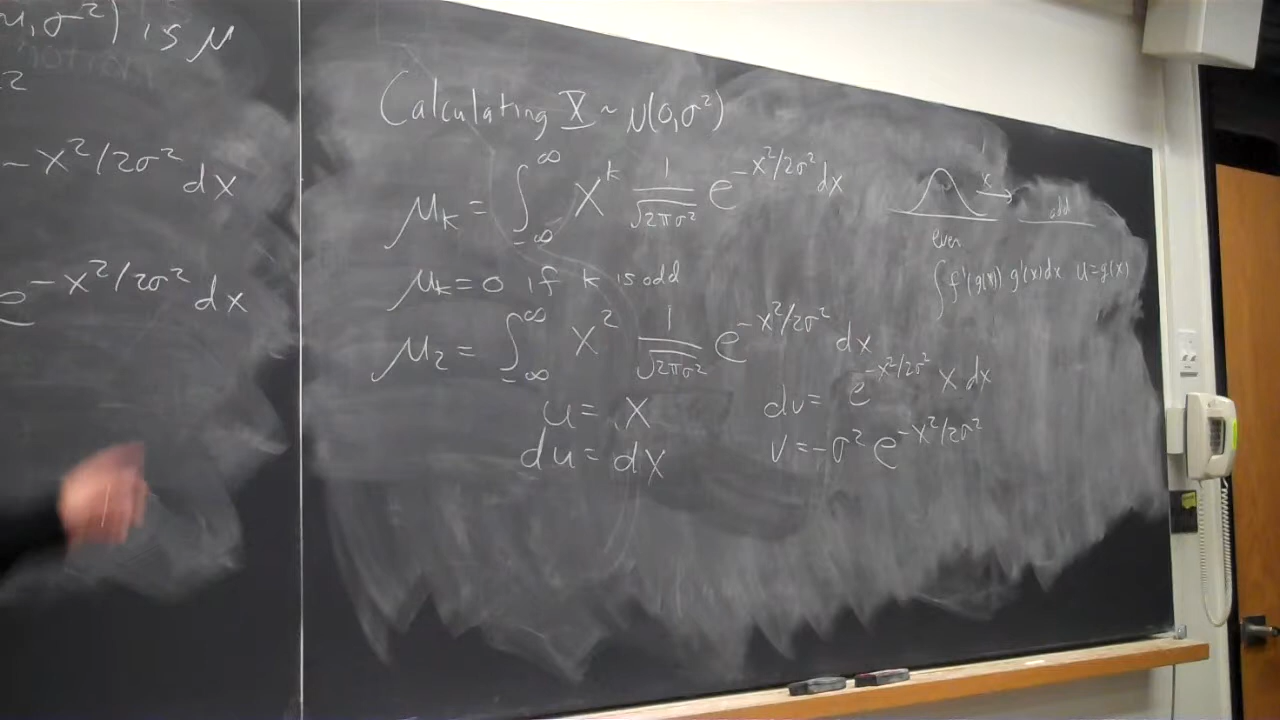 μ, σ²) is μ
2
-x²/2σ² dx
e^{-x²/2σ²} dx
Calculating X ~ N(0,σ²)
μ_k = ∫_{-∞}^{∞} x^k 1/√(2πσ²) e^{-x²/2σ²} dx
μ_k = 0 if k is odd
μ_2 = ∫_{-∞}^{∞} x² 1/√(2πσ²) e^{-x²/2σ²} dx
u = x dv = e^{-x²/2σ²} x dx
du = dx v = -σ² e^{-x²/2σ²}
odd
even
∫ f'(g(x)) g'(x) dx u = g(x)